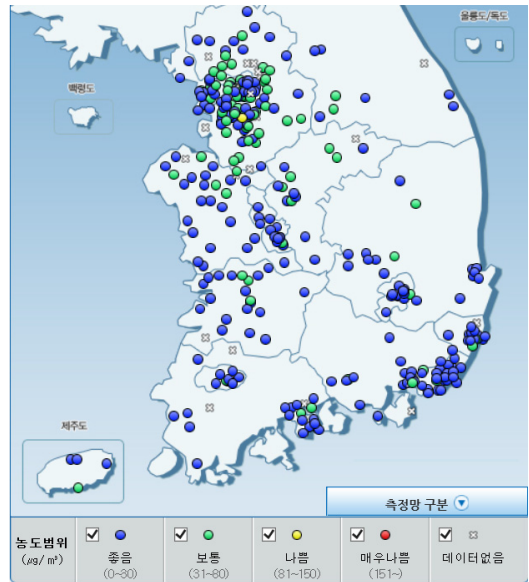 울릉도/독도
백령도
제주도
측정망 구분
농도범위 좋음 보통 나쁨 매우나쁨 데이터없음
(㎍/㎥) (0~30) (31~80) (81~150) (151~)